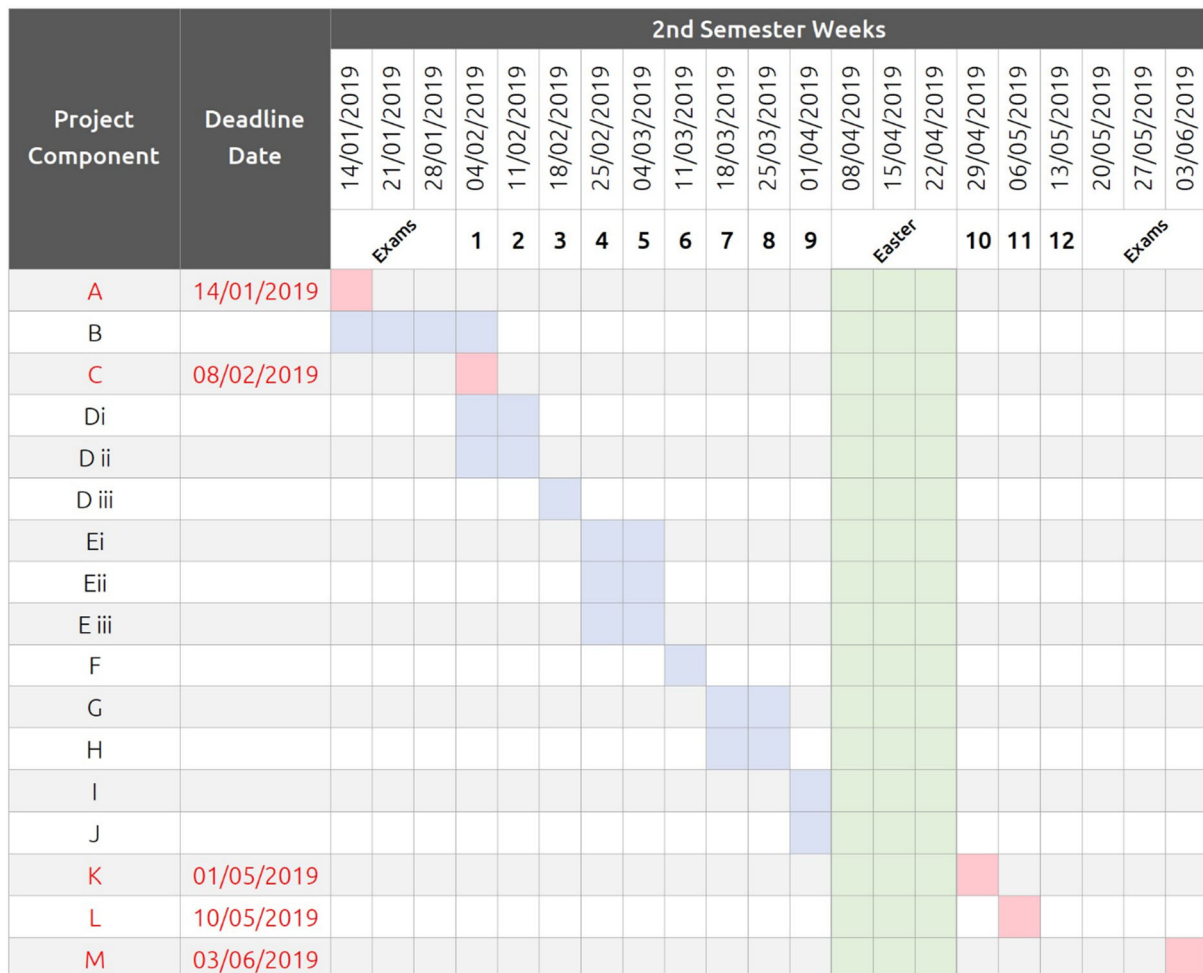 2nd Semester Weeks
Project Component
Deadline Date
14/01/2019
21/01/2019
28/01/2019
04/02/2019
11/02/2019
18/02/2019
25/02/2019
04/03/2019
11/03/2019
18/03/2019
25/03/2019
01/04/2019
08/04/2019
15/04/2019
22/04/2019
29/04/2019
06/05/2019
13/05/2019
20/05/2019
27/05/2019
03/06/2019
Exams 1 2 3 4 5 6 7 8 9 Easter 10 11 12 Exams
A 14/01/2019
B
C 08/02/2019
Di
D ii
D iii
Ei
Eii
E iii
F
G
H
I
J
K 01/05/2019
L 10/05/2019
M 03/06/2019